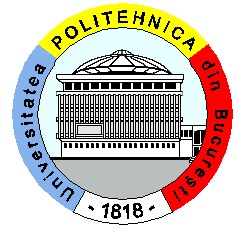 Universitatea
POLITEHNICA
din București
- 1818 -